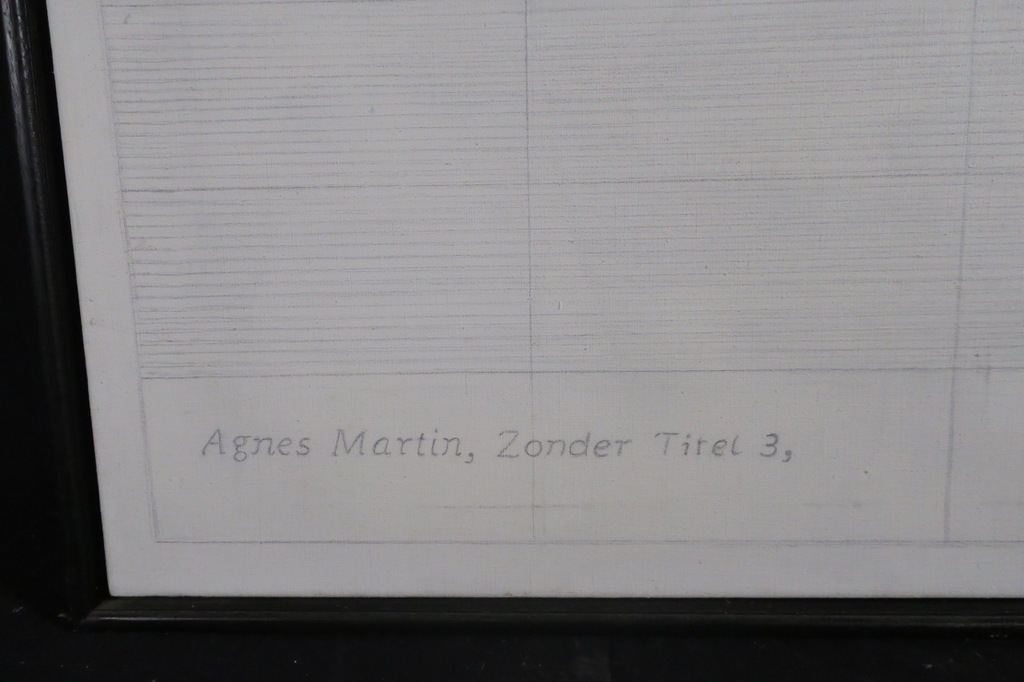 Agnes Martin, Zonder Titel 3,